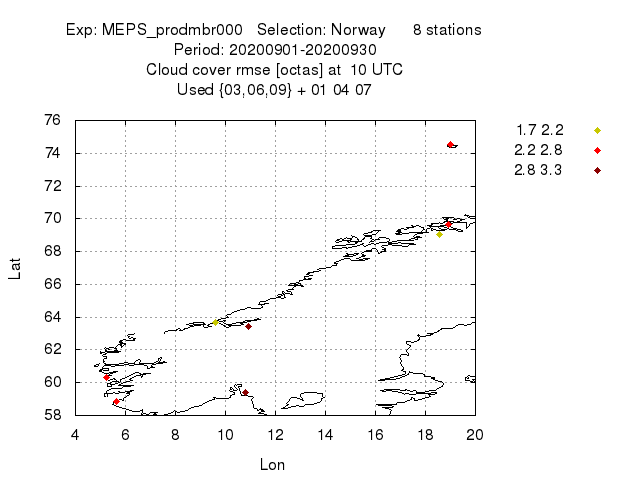 Exp: MEPS_prodmbr000   Selection: Norway      8 stations
Period: 20200901-20200930
Cloud cover rmse [octas] at  10 UTC
Used {03,06,09} + 01 04 07
1.7 2.2
2.2 2.8
2.8 3.3
76
74
72
70
68
66
64
62
60
58
Lat
4 6 8 10 12 14 16 18 20
Lon